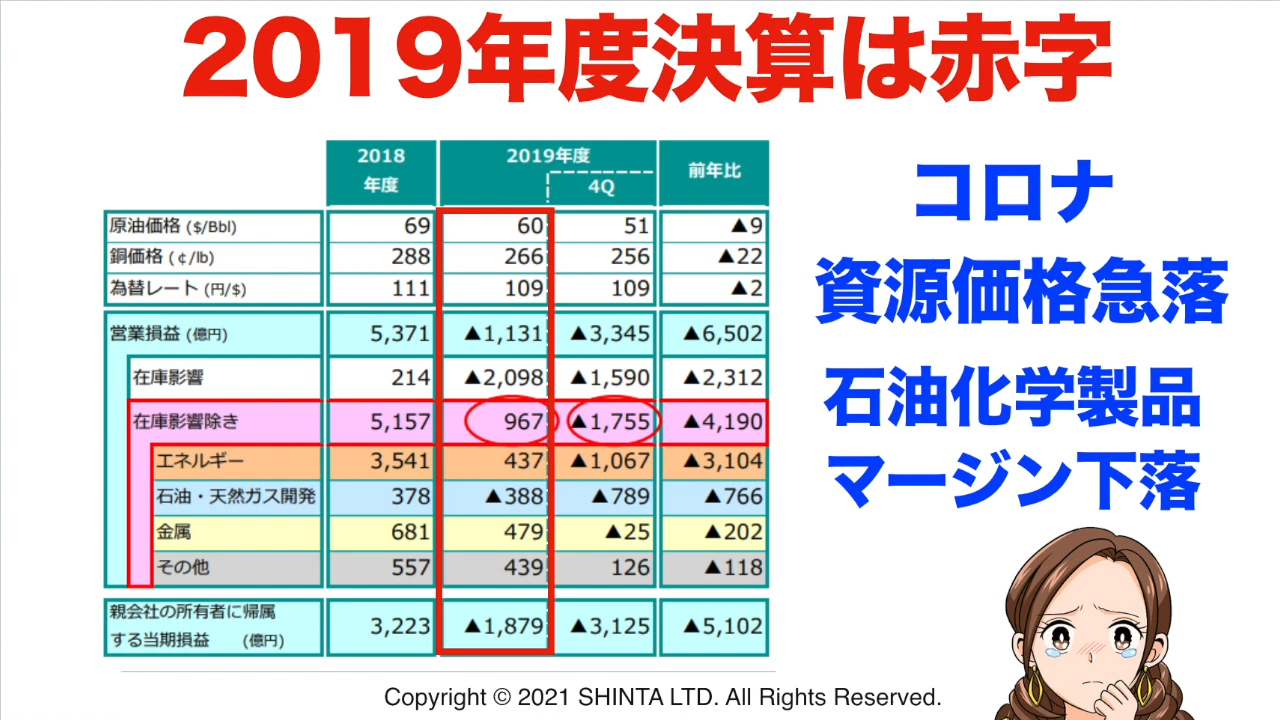 2019年度決算は赤字
2018年度 2019年度 4Q 前年比
原油価格 ($/Bbl) 69 60 51 ▲9
銅価格 (¢/lb) 288 266 256 ▲22
為替レート (円/$) 111 109 109 ▲2
営業損益 (億円) 5,371 ▲1,131 ▲3,345 ▲6,502
在庫影響 214 ▲2,098 ▲1,590 ▲2,312
在庫影響除き 5,157 967 ▲1,755 ▲4,190
エネルギー 3,541 437 ▲1,067 ▲3,104
石油・天然ガス開発 378 ▲388 ▲789 ▲766
金属 681 479 ▲25 ▲202
その他 557 439 126 ▲118
親会社の所有者に帰属
する当期損益 (億円) 3,223 ▲1,879 ▲3,125 ▲5,102
コロナ
資源価格急落
石油化学製品
マージン下落
Copyright © 2021 SHINTA LTD. All Rights Reserved.